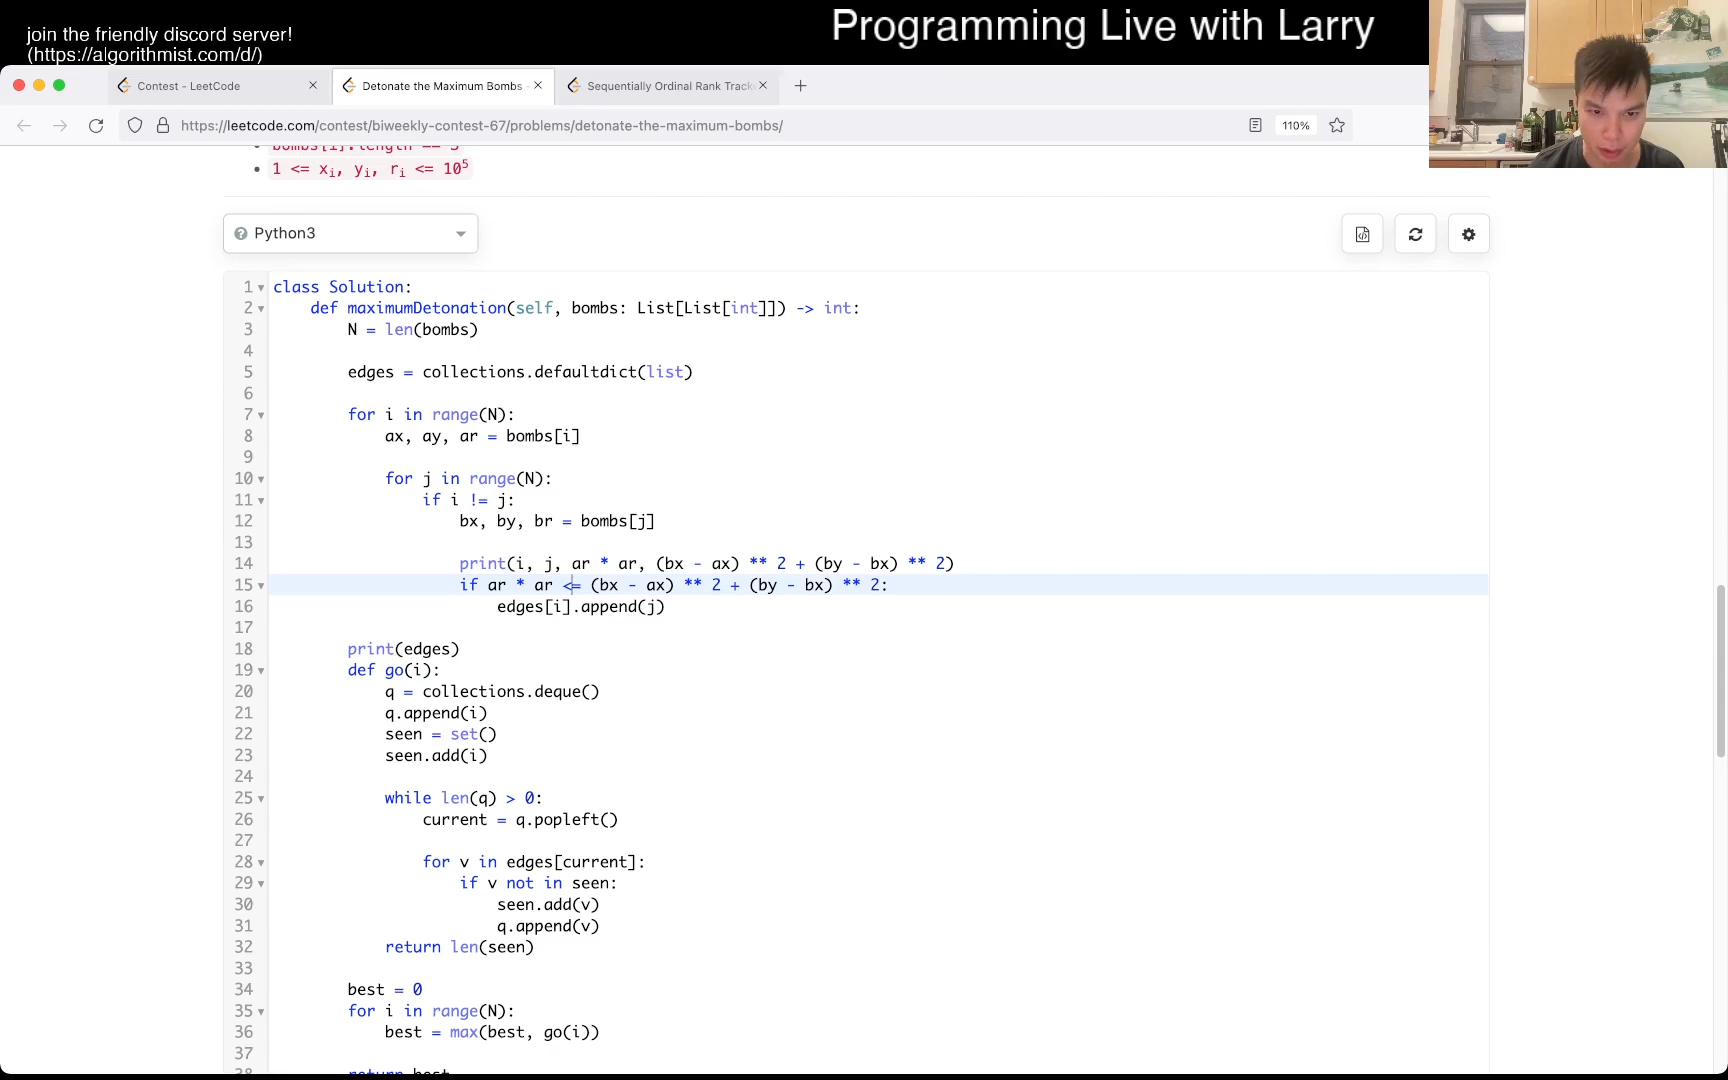 join the friendly discord server!
(https://algorithmist.com/d/)
Programming Live with Larry
Contest - LeetCode
Detonate the Maximum Bombs -
Sequentially Ordinal Rank Track
https://leetcode.com/contest/biweekly-contest-67/problems/detonate-the-maximum-bombs/
110%
bombs[i].length == 3
1 <= xi, yi, ri <= 10^5
Python3
1 class Solution:
2 def maximumDetonation(self, bombs: List[List[int]]) -> int:
3 N = len(bombs)
4
5 edges = collections.defaultdict(list)
6
7 for i in range(N):
8 ax, ay, ar = bombs[i]
9
10 for j in range(N):
11 if i != j:
12 bx, by, br = bombs[j]
13
14 print(i, j, ar * ar, (bx - ax) ** 2 + (by - bx) ** 2)
15 if ar * ar <= (bx - ax) ** 2 + (by - bx) ** 2:
16 edges[i].append(j)
17
18 print(edges)
19 def go(i):
20 q = collections.deque()
21 q.append(i)
22 seen = set()
23 seen.add(i)
24
25 while len(q) > 0:
26 current = q.popleft()
27
28 for v in edges[current]:
29 if v not in seen:
30 seen.add(v)
31 q.append(v)
32 return len(seen)
33
34 best = 0
35 for i in range(N):
36 best = max(best, go(i))
37
38 return best